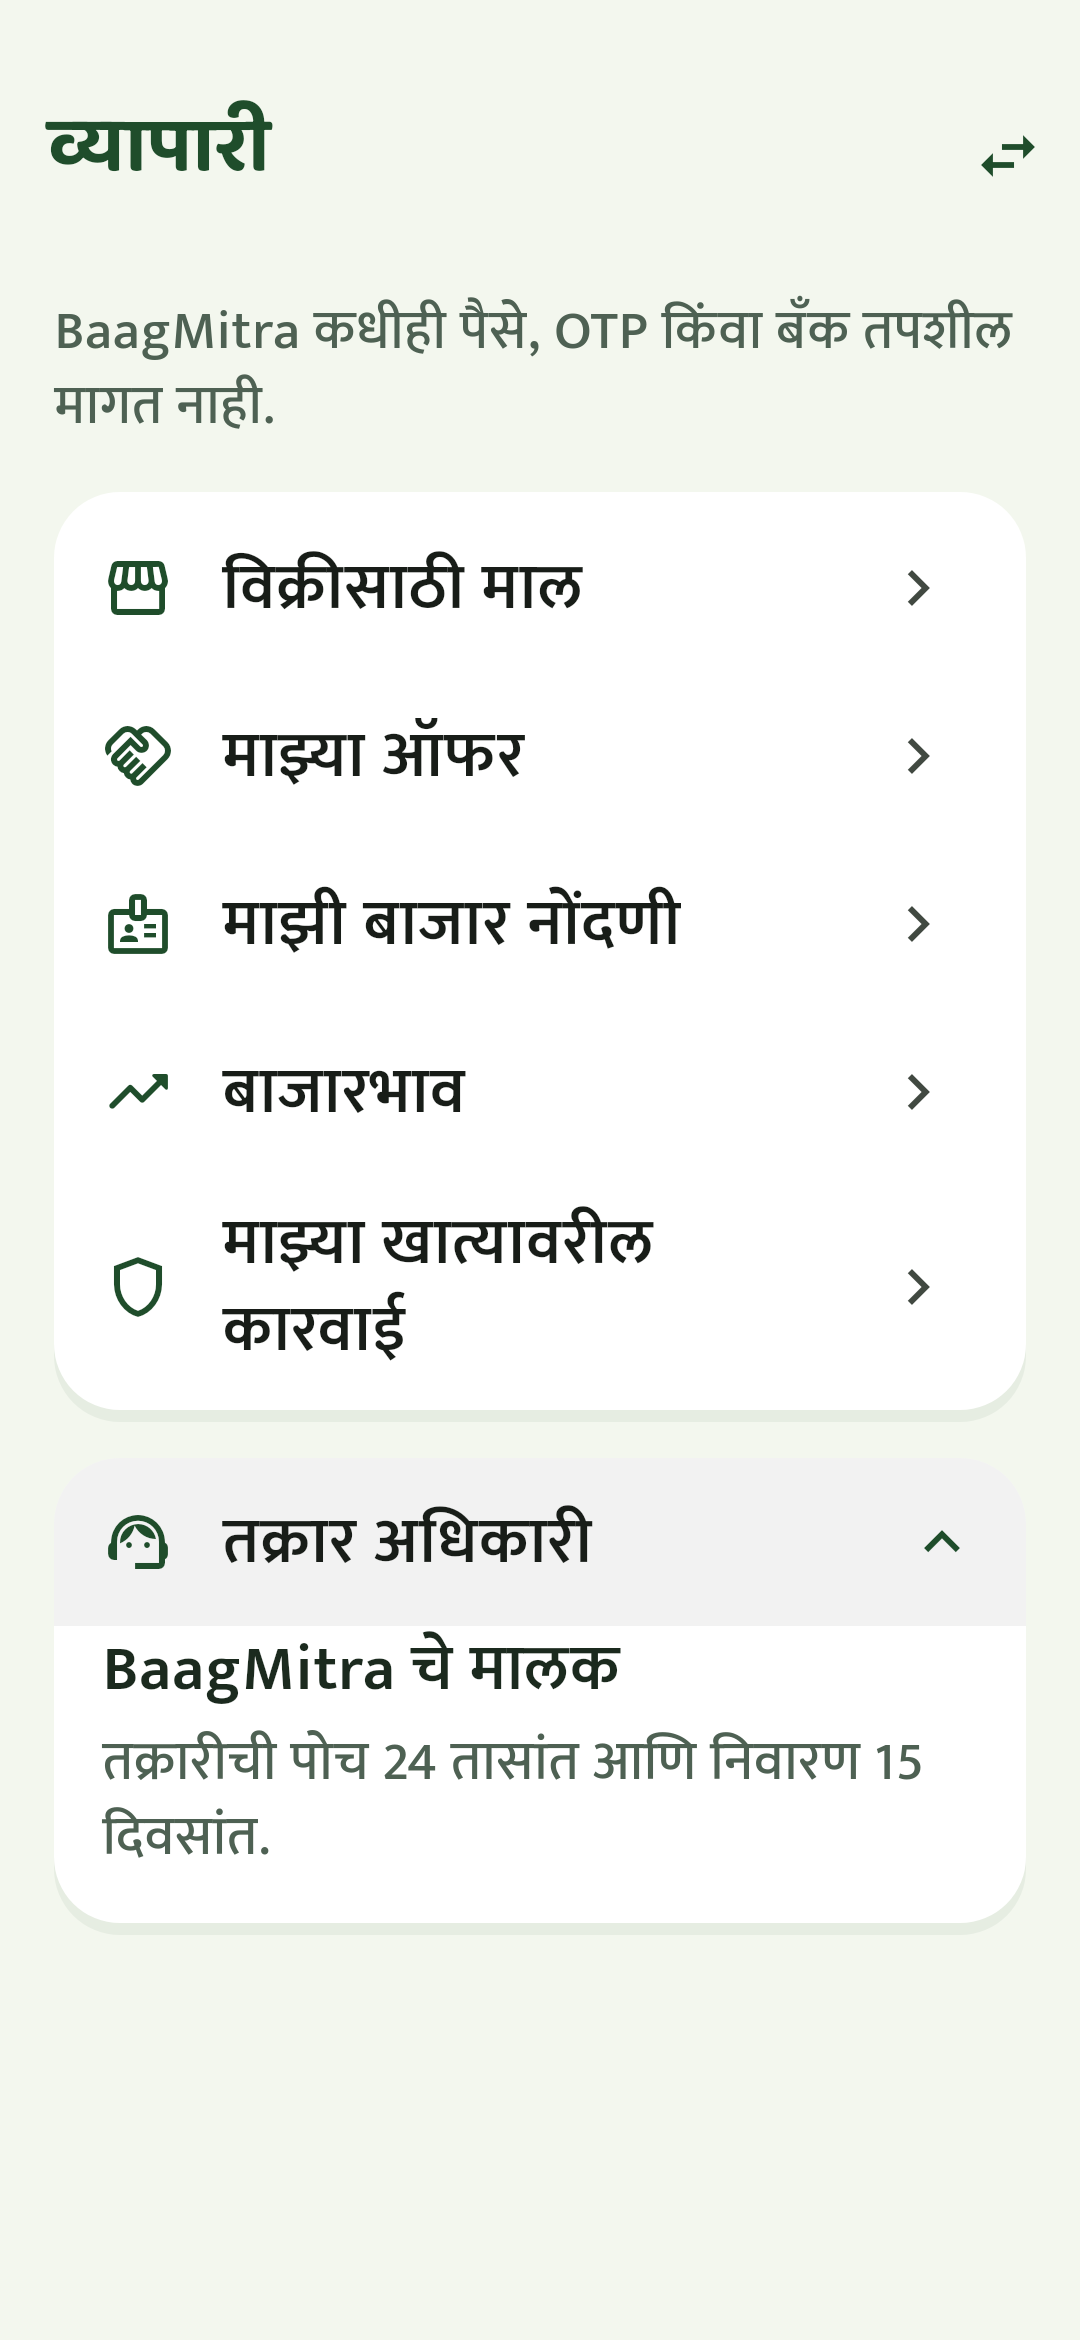 व्यापारी
BaagMitra कधीही पैसे, OTP किंवा बँक तपशील
मागत नाही.
विक्रीसाठी माल
माझ्या ऑफर
माझी बाजार नोंदणी
बाजारभाव
माझ्या खात्यावरील
कारवाई
तक्रार अधिकारी
BaagMitra चे मालक
तक्रारीची पोच 24 तासांत आणि निवारण 15
दिवसांत.